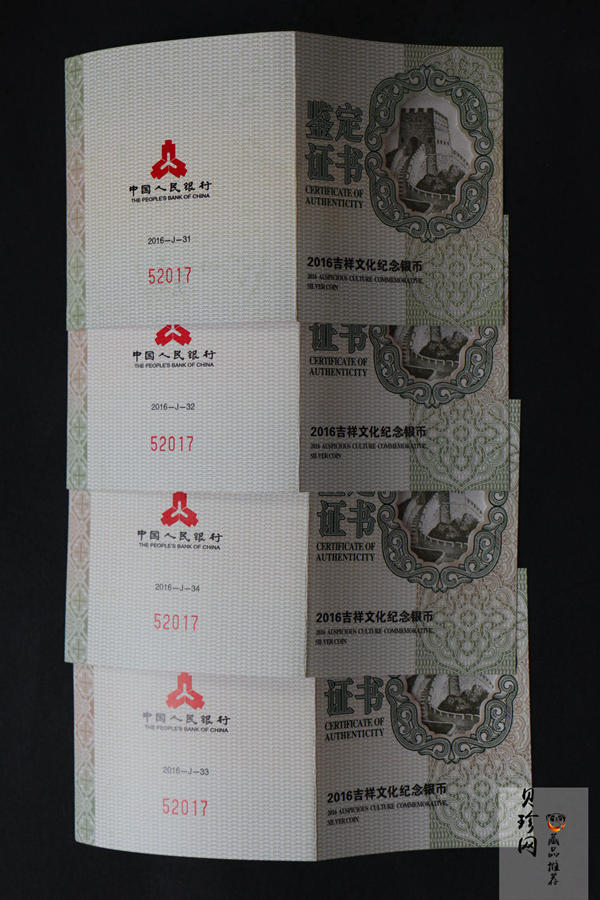 中国人民银行
THE PEOPLE'S BANK OF CHINA
2016—J—31
52017
鉴定
证书
CERTIFICATE OF
AUTHENTICITY
2016吉祥文化纪念银币
2016 AUSPICIOUS CULTURE COMMEMORATIVE
SILVER COIN
中国人民银行
THE PEOPLE'S BANK OF CHINA
2016—J—32
52017
证书
CERTIFICATE OF
AUTHENTICITY
2016吉祥文化纪念银币
2016 AUSPICIOUS CULTURE COMMEMORATIVE
SILVER COIN
中国人民银行
THE PEOPLE'S BANK OF CHINA
2016—J—34
52017
鉴定
证书
CERTIFICATE OF
AUTHENTICITY
2016吉祥文化纪念银币
2016 AUSPICIOUS CULTURE COMMEMORATIVE
SILVER COIN
中国人民银行
THE PEOPLE'S BANK OF CHINA
2016—J—33
52017
证书
CERTIFICATE OF
AUTHENTICITY
2016吉祥文化纪念银币
2016 AUSPICIOUS CULTURE COMMEMORATIVE
SILVER COIN
贝珍网
藏品推荐